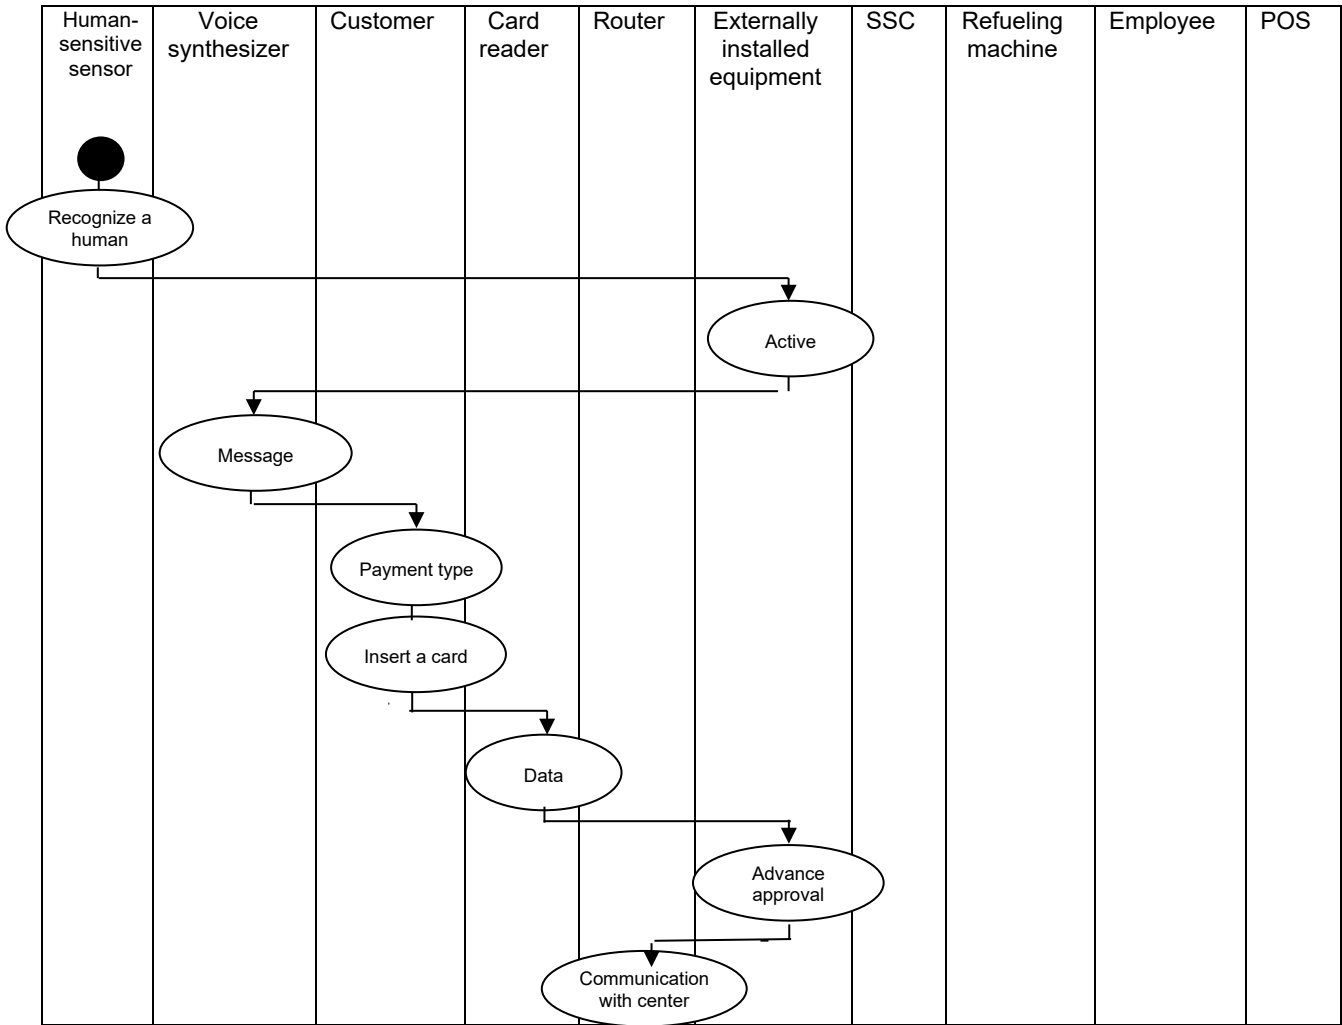 Human-
sensitive
sensor
Voice
synthesizer
Customer
Card
reader
Router
Externally
installed
equipment
SSC
Refueling
machine
Employee
POS
Recognize a
human
Active
Message
Payment type
Insert a card
Data
Advance
approval
Communication
with center